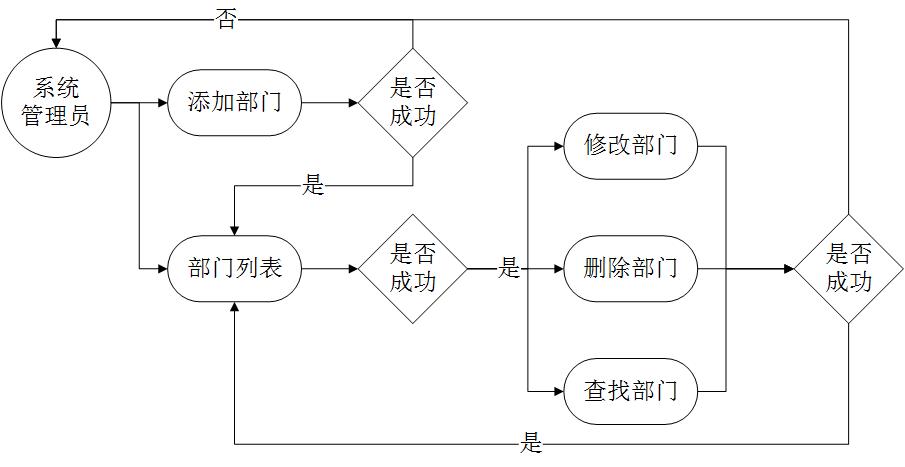 否
系统
管理员
添加部门
是否
成功
是
修改部门
部门列表
是否
成功
是
删除部门
是否
成功
查找部门
是